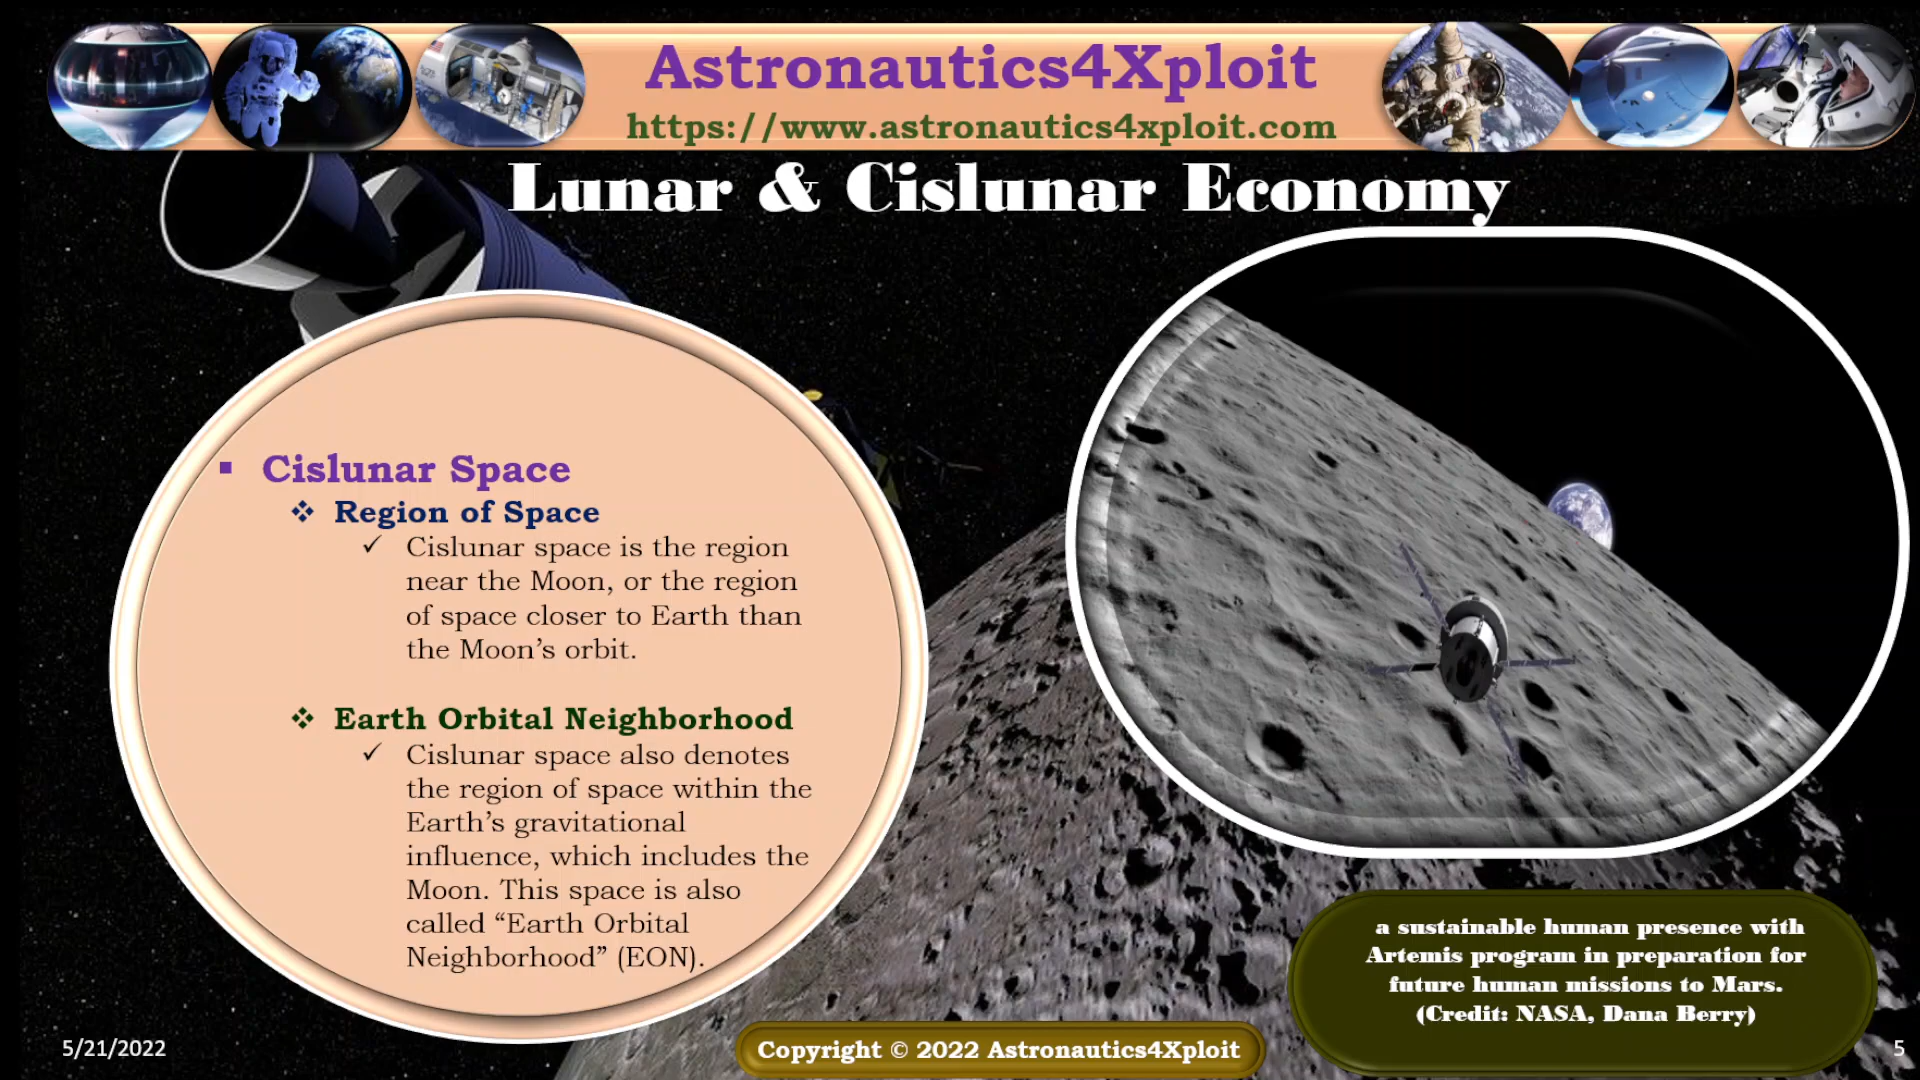 Astronautics4Xploit
https://www.astronautics4xploit.com
Lunar & Cislunar Economy
▪ Cislunar Space
❖ Region of Space
✓ Cislunar space is the region
near the Moon, or the region
of space closer to Earth than
the Moon’s orbit.
❖ Earth Orbital Neighborhood
✓ Cislunar space also denotes
the region of space within the
Earth’s gravitational
influence, which includes the
Moon. This space is also
called “Earth Orbital
Neighborhood” (EON).
a sustainable human presence with
Artemis program in preparation for
future human missions to Mars.
(Credit: NASA, Dana Berry)
5/21/2022
Copyright © 2022 Astronautics4Xploit
5